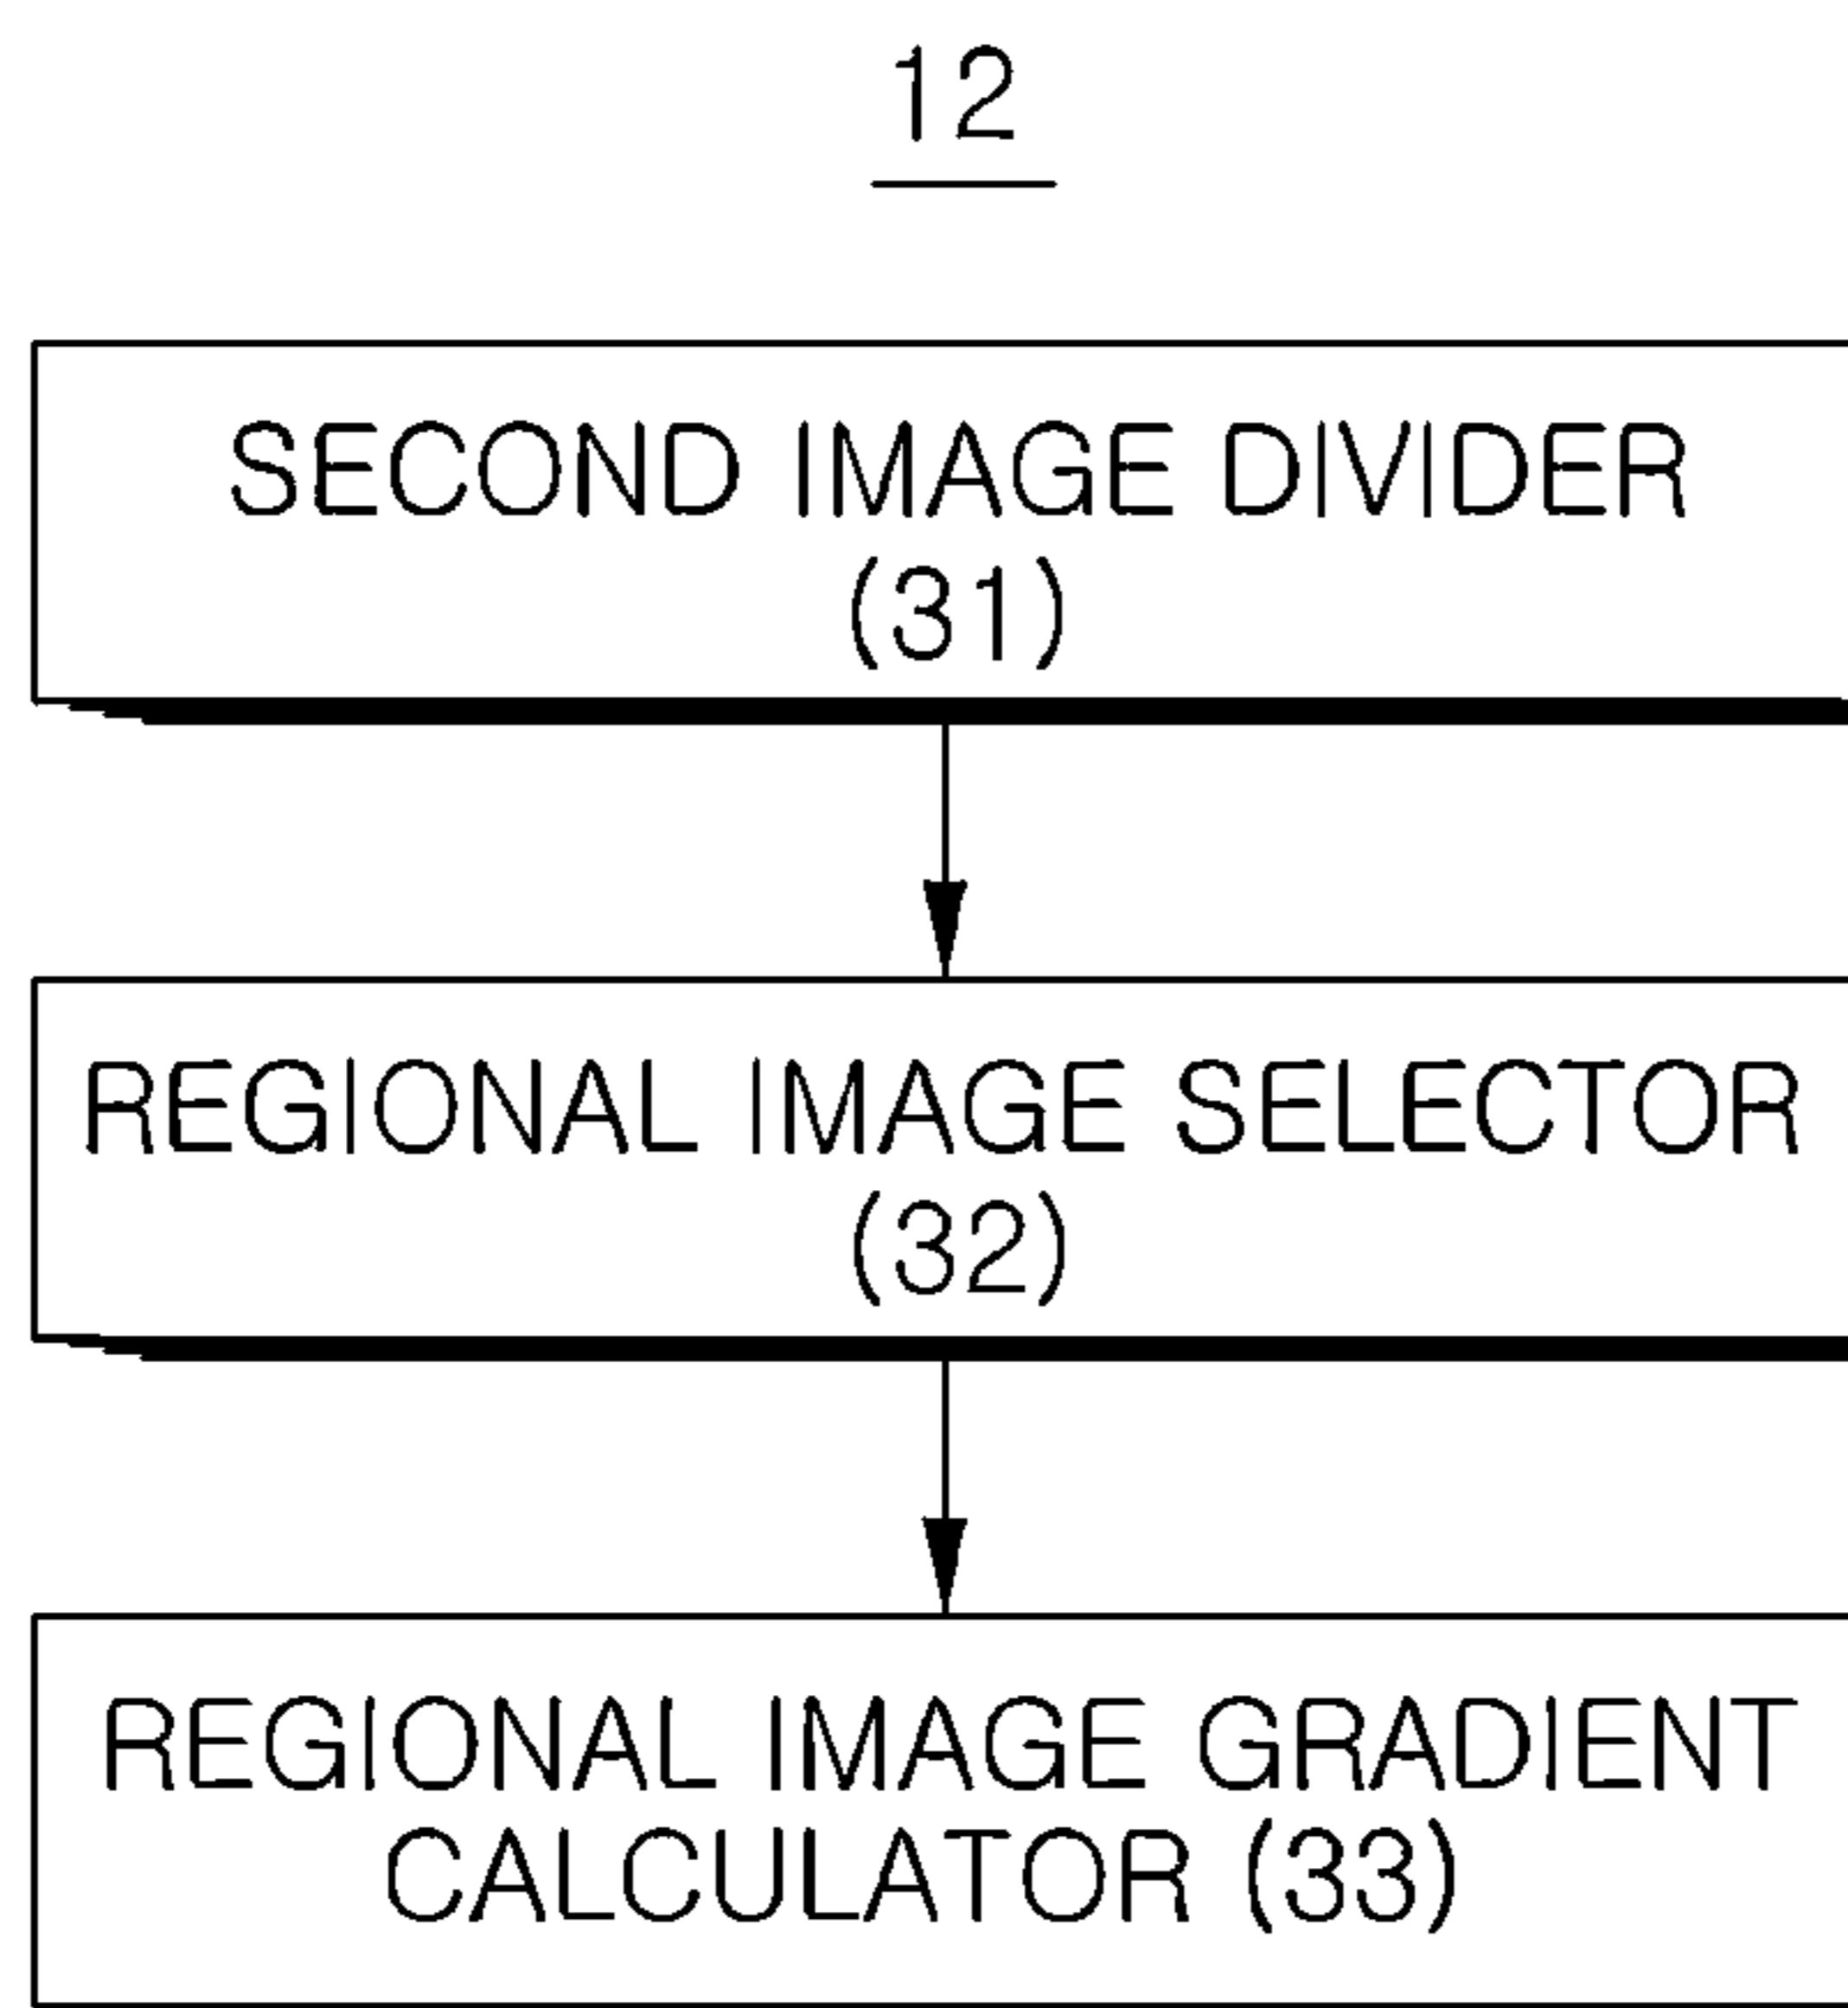 12
SECOND IMAGE DIVIDER
(31)
REGIONAL IMAGE SELECTOR
(32)
REGIONAL IMAGE GRADIENT
CALCULATOR (33)